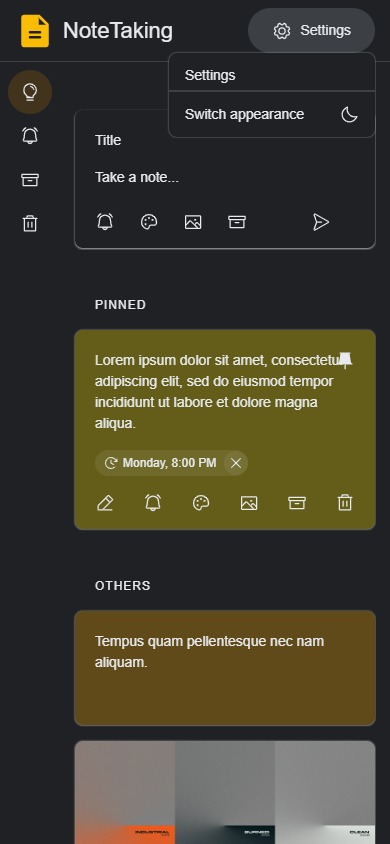 NoteTaking
Settings
Settings
Switch appearance
Title
Take a note...
PINNED
Lorem ipsum dolor sit amet, consectetur
adipiscing elit, sed do eiusmod tempor
incididunt ut labore et dolore magna
aliqua.
Monday, 8:00 PM
OTHERS
Tempus quam pellentesque nec nam
aliquam.
INDUSTRIAL
BURNED
CLEAN